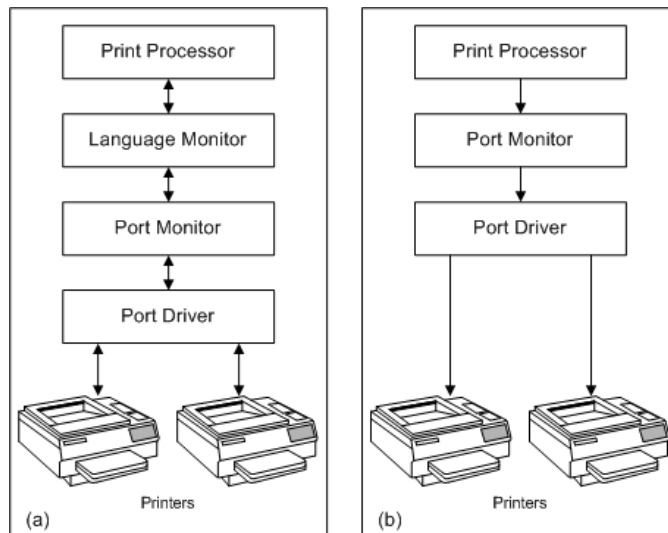 Print Processor
Language Monitor
Port Monitor
Port Driver
Printers
(a)
Print Processor
Port Monitor
Port Driver
Printers
(b)